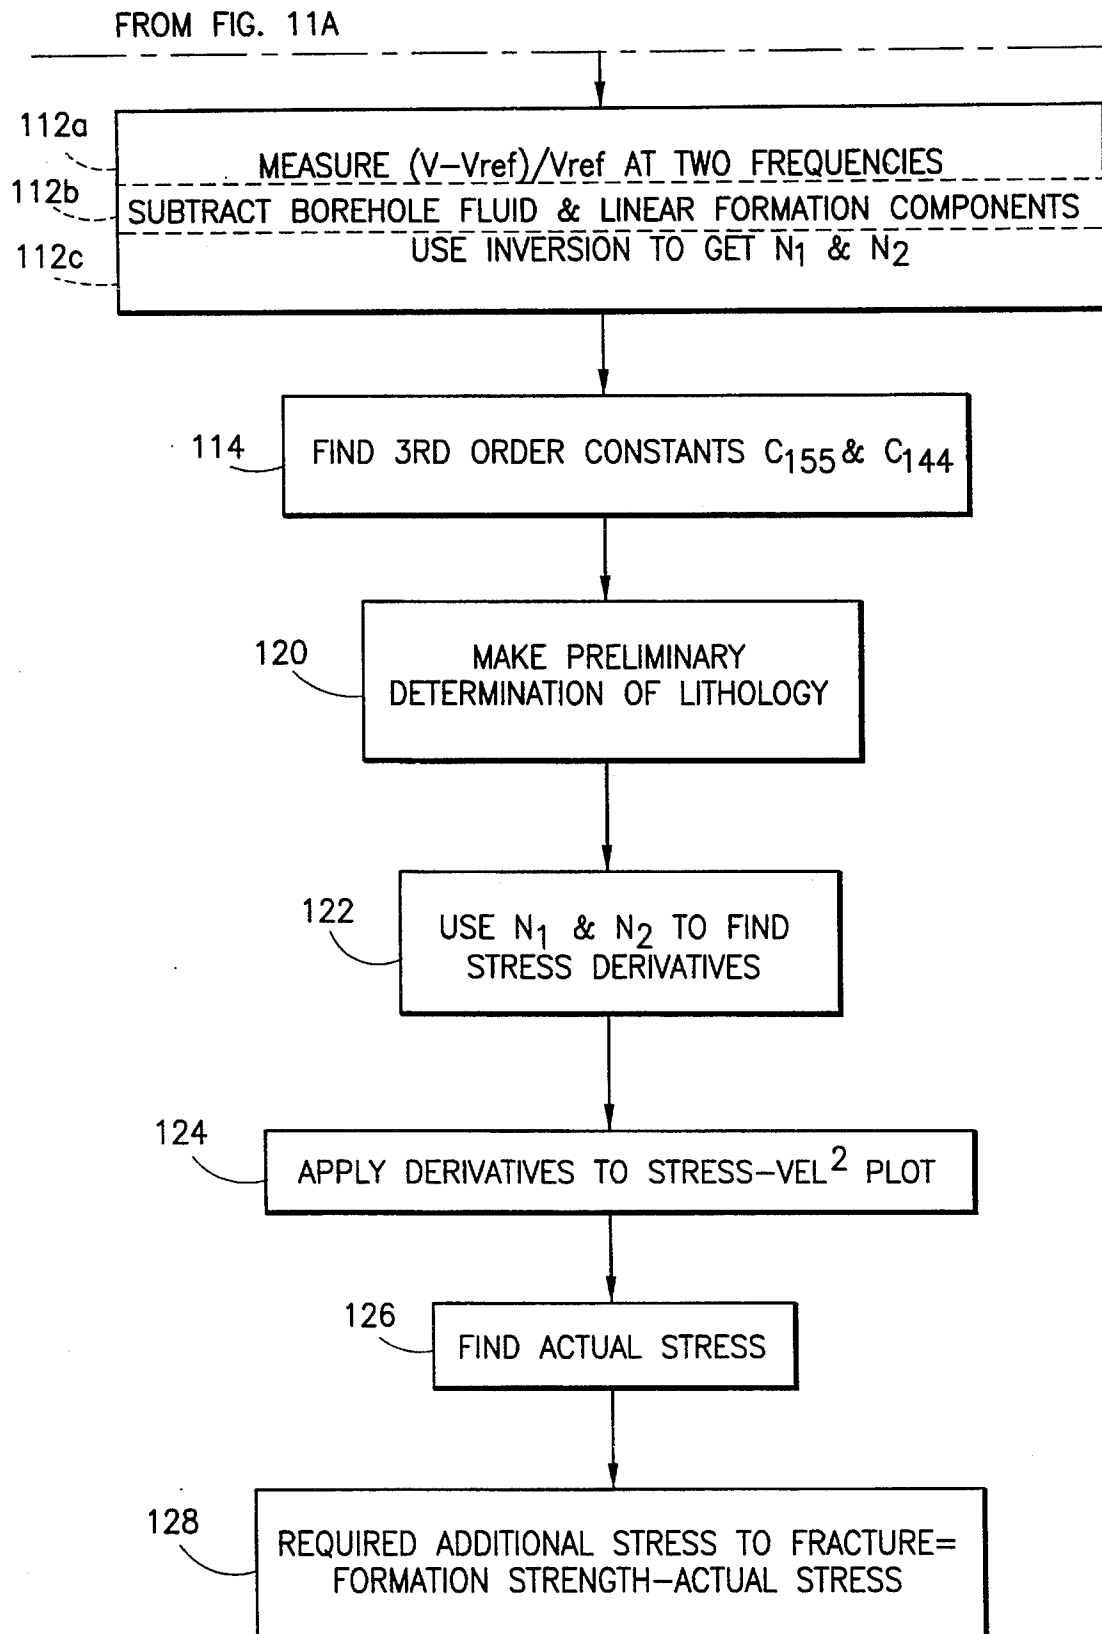 FROM FIG. 11A
112a
MEASURE (V-Vref)/Vref AT TWO FREQUENCIES
112b
SUBTRACT BOREHOLE FLUID & LINEAR FORMATION COMPONENTS
112c
USE INVERSION TO GET N1 & N2
114
FIND 3RD ORDER CONSTANTS C155 & C144
120
MAKE PRELIMINARY
DETERMINATION OF LITHOLOGY
122
USE N1 & N2 TO FIND
STRESS DERIVATIVES
124
APPLY DERIVATIVES TO STRESS-VEL2 PLOT
126
FIND ACTUAL STRESS
128
REQUIRED ADDITIONAL STRESS TO FRACTURE=
FORMATION STRENGTH-ACTUAL STRESS